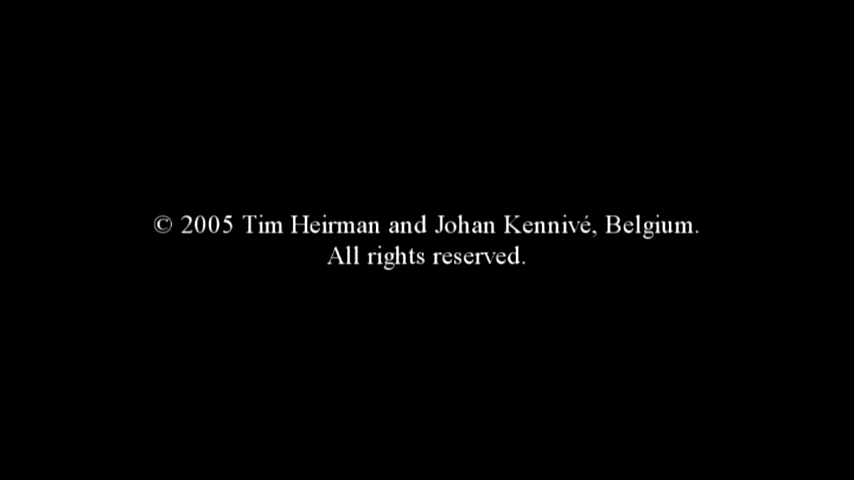 © 2005 Tim Heirman and Johan Kennivé, Belgium.
All rights reserved.